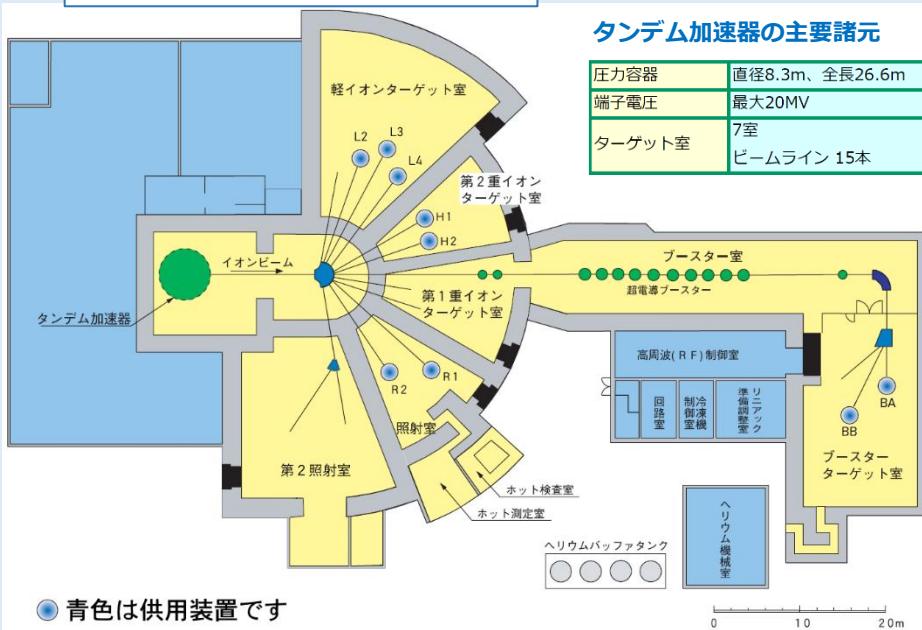 タンデム加速器の主要諸元
圧力容器
直径8.3m、全長26.6m
端子電圧
最大20MV
ターゲット室
7室
ビームライン 15本
軽イオンターゲット室
L2
L3
L4
第2重イオン
ターゲット室
H1
H2
イオンビーム
ブースター室
超電導ブースター
第1重イオン
ターゲット室
タンデム加速器
高周波(RF)制御室
R2
R1
回路室
冷凍機
制御室
リニアック
準備調整室
BA
BB
照射室
第2照射室
ブースター
ターゲット室
ホット検査室
ホット測定室
ヘリウムバッファタンク
ヘリウム機械室
青色は供用装置です
0
10
20m